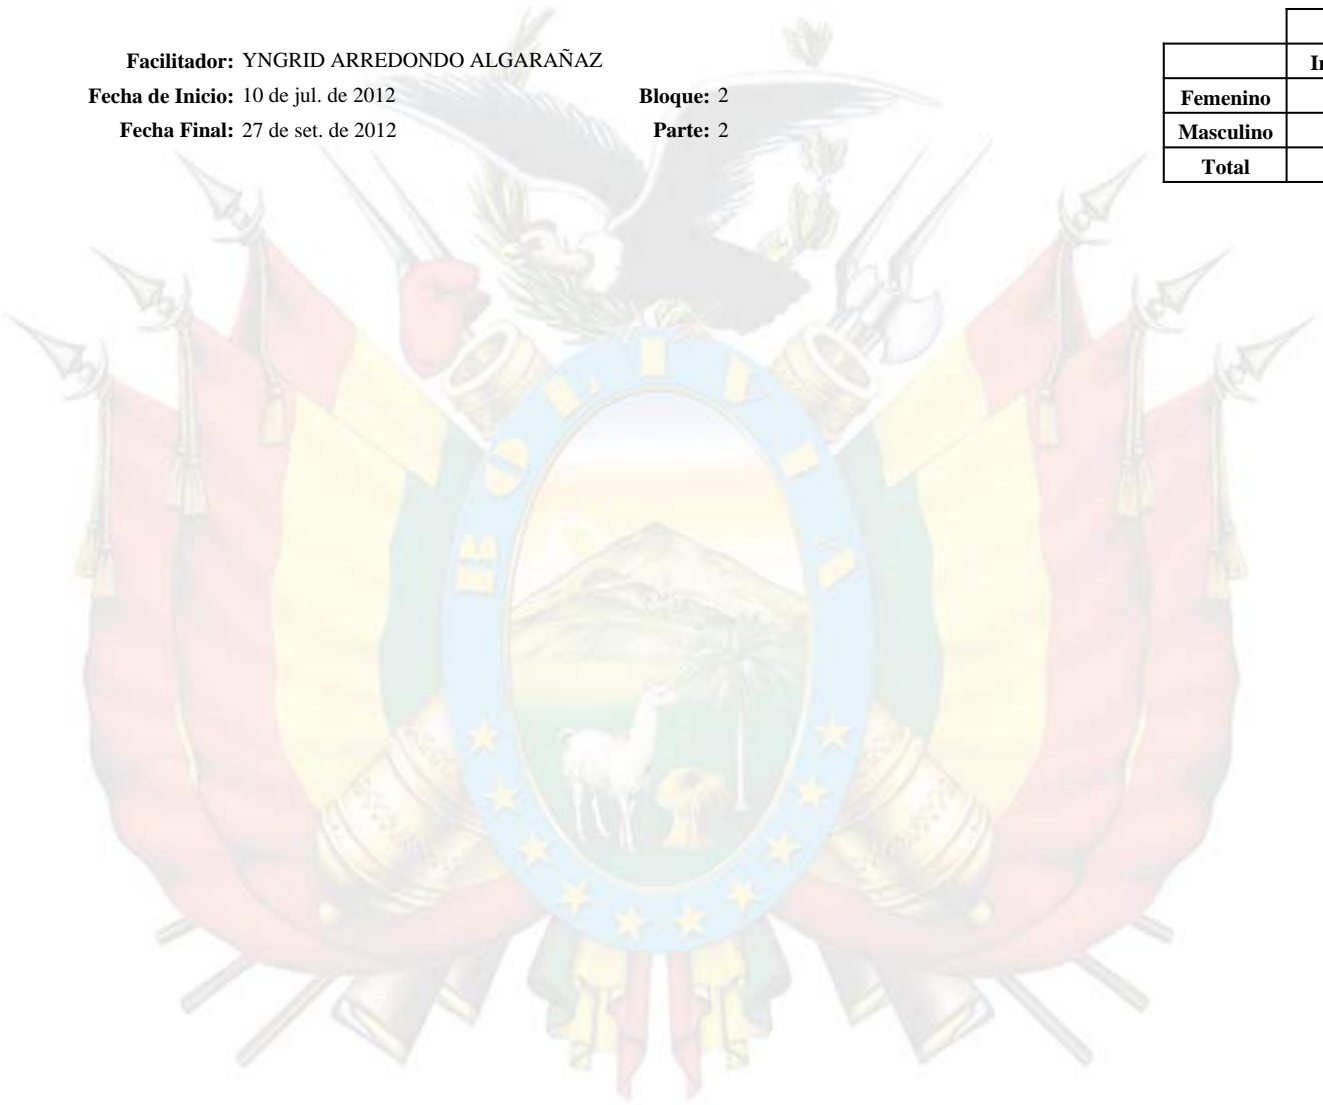 Facilitador: YNGRID ARREDONDO ALGARAÑAZ
Fecha de Inicio: 10 de jul. de 2012 Bloque: 2
Fecha Final: 27 de set. de 2012 Parte: 2
Femenino
Masculino
Total
BOLIVIA